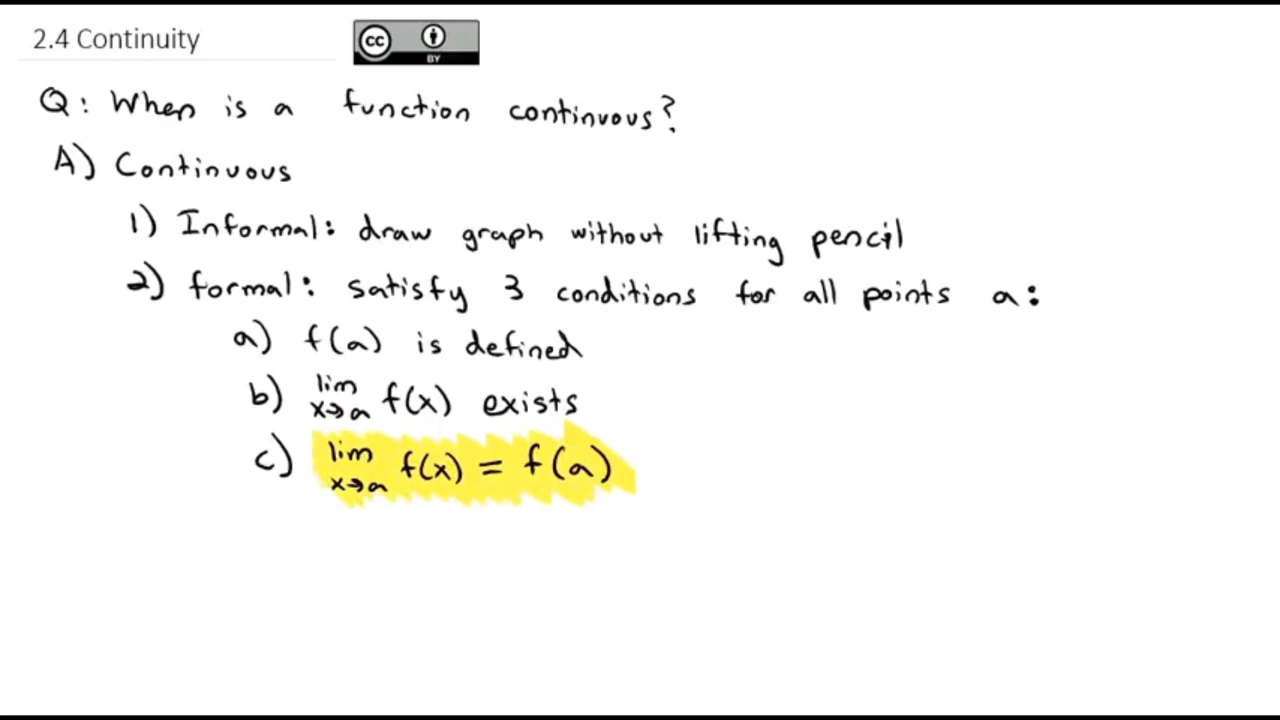 2.4 Continuity
cc BY
Q: When is a function continuous?
A) Continuous
1) Informal: draw graph without lifting pencil
2) formal: satisfy 3 conditions for all points a:
a) f(a) is defined
b) lim x→a f(x) exists
c) lim x→a f(x) = f(a)